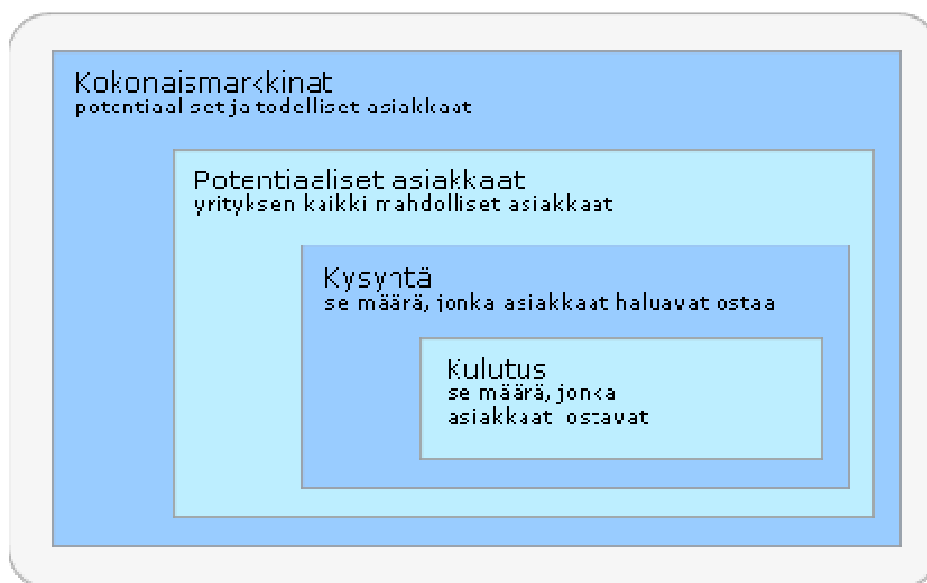 Kokonaismarkkinat
potentiaaliset ja todelliset asiakkaat
Potentiaaliset asiakkaat
yrityksen kaikki mahdolliset asiakkaat
Kysyntä
se määrä, jonka asiakkaat haluavat ostaa
Kulutus
se määrä, jonka
asiakkaat ostavat